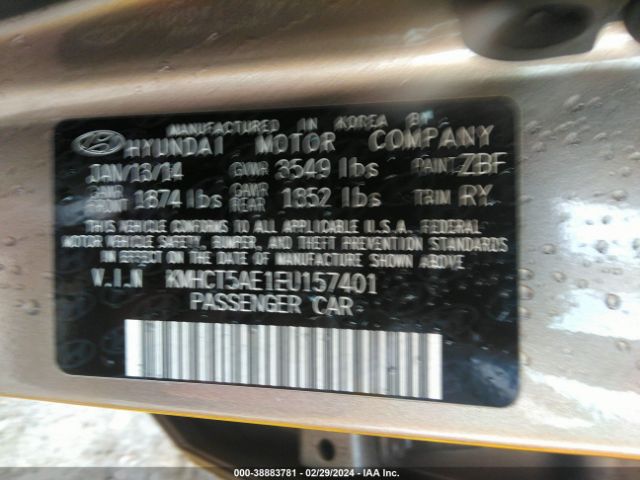 MANUFACTURED IN KOREA BY
HYUNDAI MOTOR COMPANY
JAN/13/14 GVWR 3549 lbs PAINT ZBF
GAWR FRONT 1874 lbs GAWR REAR 1852 lbs TRIM RY
THIS VEHICLE CONFORMS TO ALL APPLICABLE U.S.A. FEDERAL
MOTOR VEHICLE SAFETY, BUMPER, AND THEFT PREVENTION STANDARDS
IN EFFECT ON THE DATE OF MANUFACTURE SHOWN ABOVE.
V.I.N KMHCT5AE1EU157401
PASSENGER CAR
000-38883781 - 02/29/2024 - IAA Inc.